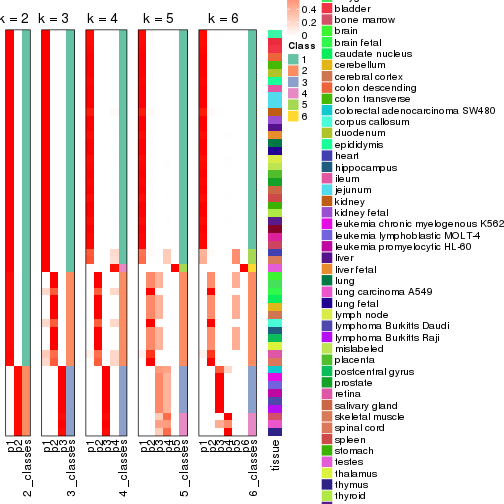 k = 2 k = 3 k = 4 k = 5 k = 6
0.4
0.2
0
Class
1
2
3
4
5
6
bladder
bone marrow
brain
brain fetal
caudate nucleus
cerebellum
cerebral cortex
colon descending
colon transverse
colorectal adenocarcinoma SW480
corpus callosum
duodenum
epididymis
heart
hippocampus
ileum
jejunum
kidney
kidney fetal
leukemia chronic myelogenous K562
leukemia lymphoblastic MOLT-4
leukemia promyelocytic HL-60
liver
liver fetal
lung
lung carcinoma A549
lung fetal
lymph node
lymphoma Burkitts Daudi
lymphoma Burkitts Raji
mislabeled
placenta
postcentral gyrus
prostate
retina
salivary gland
skeletal muscle
spinal cord
spleen
stomach
testes
thalamus
thymus
thyroid
p1
p2
2_classes
p1
p2
p3
3_classes
p1
p2
p3
p4
4_classes
p1
p2
p3
p4
p5
5_classes
p1
p2
p3
p4
p5
p6
6_classes
tissue